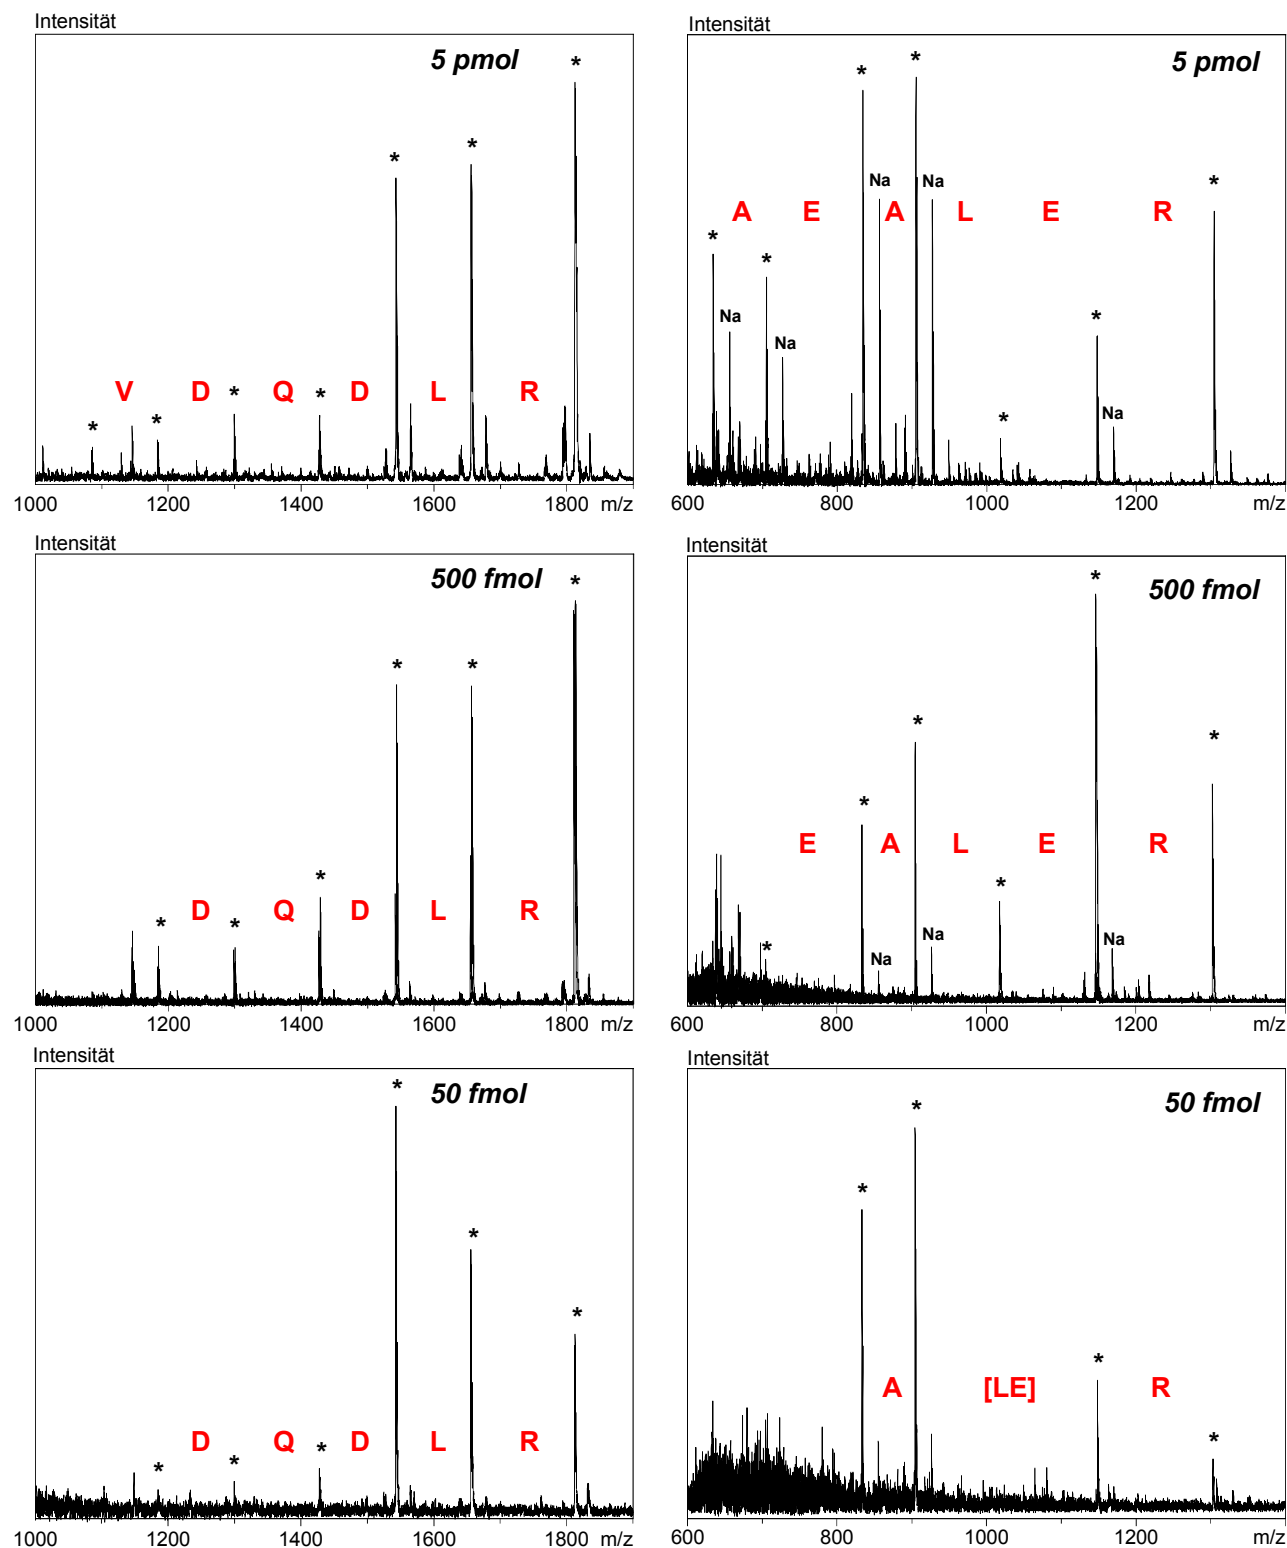 Intensität
5 pmol
*
*
*
V D * Q * D L R
* *
1000 1200 1400 1600 1800 m/z
Intensität
5 pmol
* *
Na Na *
A E A L E R
* *
Na Na * * Na
600 800 1000 1200 m/z
Intensität
500 fmol *
* *
*
D Q D L R
* *
1000 1200 1400 1600 1800 m/z
Intensität
* 500 fmol
* *
*
E A L E R
*
* Na Na Na
600 800 1000 1200 m/z
Intensität
* 50 fmol
*
*
D Q * D L R
* *
1000 1200 1400 1600 1800 m/z
Intensität
* 50 fmol
*
*
A [LE] R
*
600 800 1000 1200 m/z